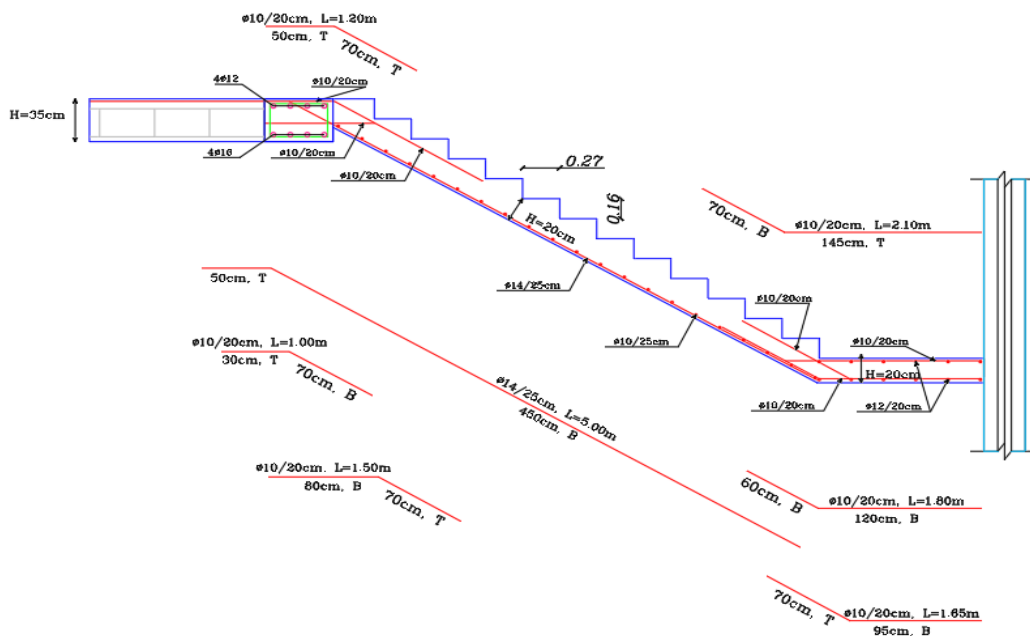 ø10/20cm, L=1.20m
50cm, T
70cm, T
4ø12
ø10/20cm
H=35cm
4ø16
ø10/20cm
ø10/20cm
0.27
0.16
H=20cm
70cm, B
ø10/20cm, L=2.10m
145cm, T
50cm, T
ø14/25cm
ø10/20cm
ø10/20cm, L=1.00m
30cm, T
70cm, B
ø10/25cm
ø10/20cm
H=20cm
ø14/25cm, L=5.00m
450cm, B
ø10/20cm
ø12/20cm
ø10/20cm. L=1.50m
80cm, B
70cm, T
60cm, B
ø10/20cm, L=1.80m
120cm, B
70cm, T
ø10/20cm, L=1.65m
95cm, B